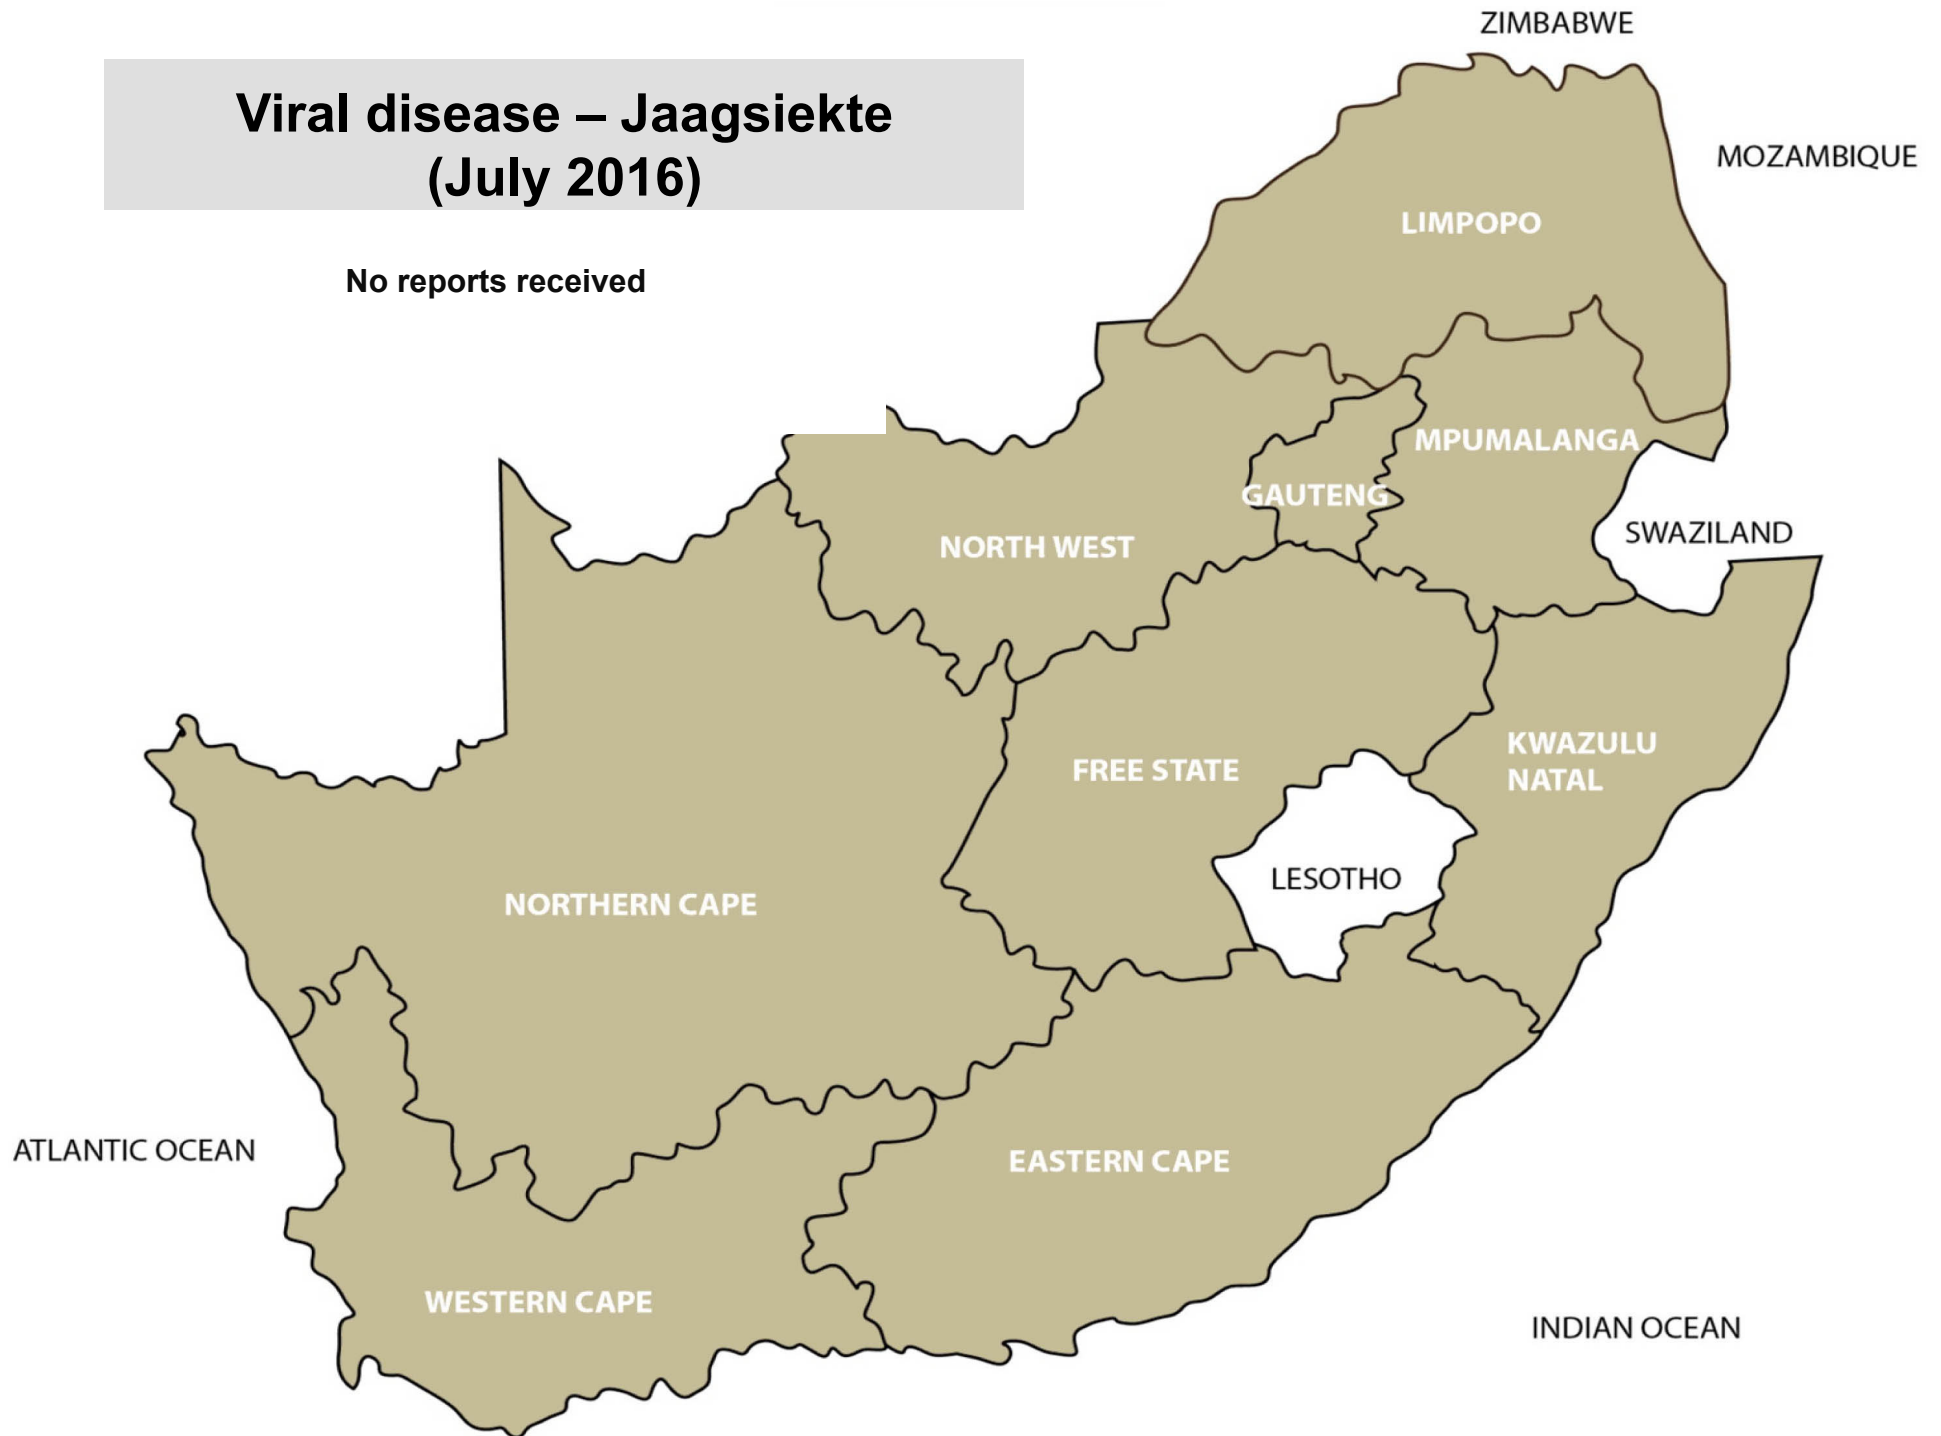 ZIMBABWE
Viral disease – Jaagsiekte
(July 2016)
MOZAMBIQUE
LIMPOPO
No reports received
MPUMALANGA
GAUTENG
SWAZILAND
NORTH WEST
KWAZULU
NATAL
FREE STATE
LESOTHO
NORTHERN CAPE
ATLANTIC OCEAN
EASTERN CAPE
WESTERN CAPE
INDIAN OCEAN